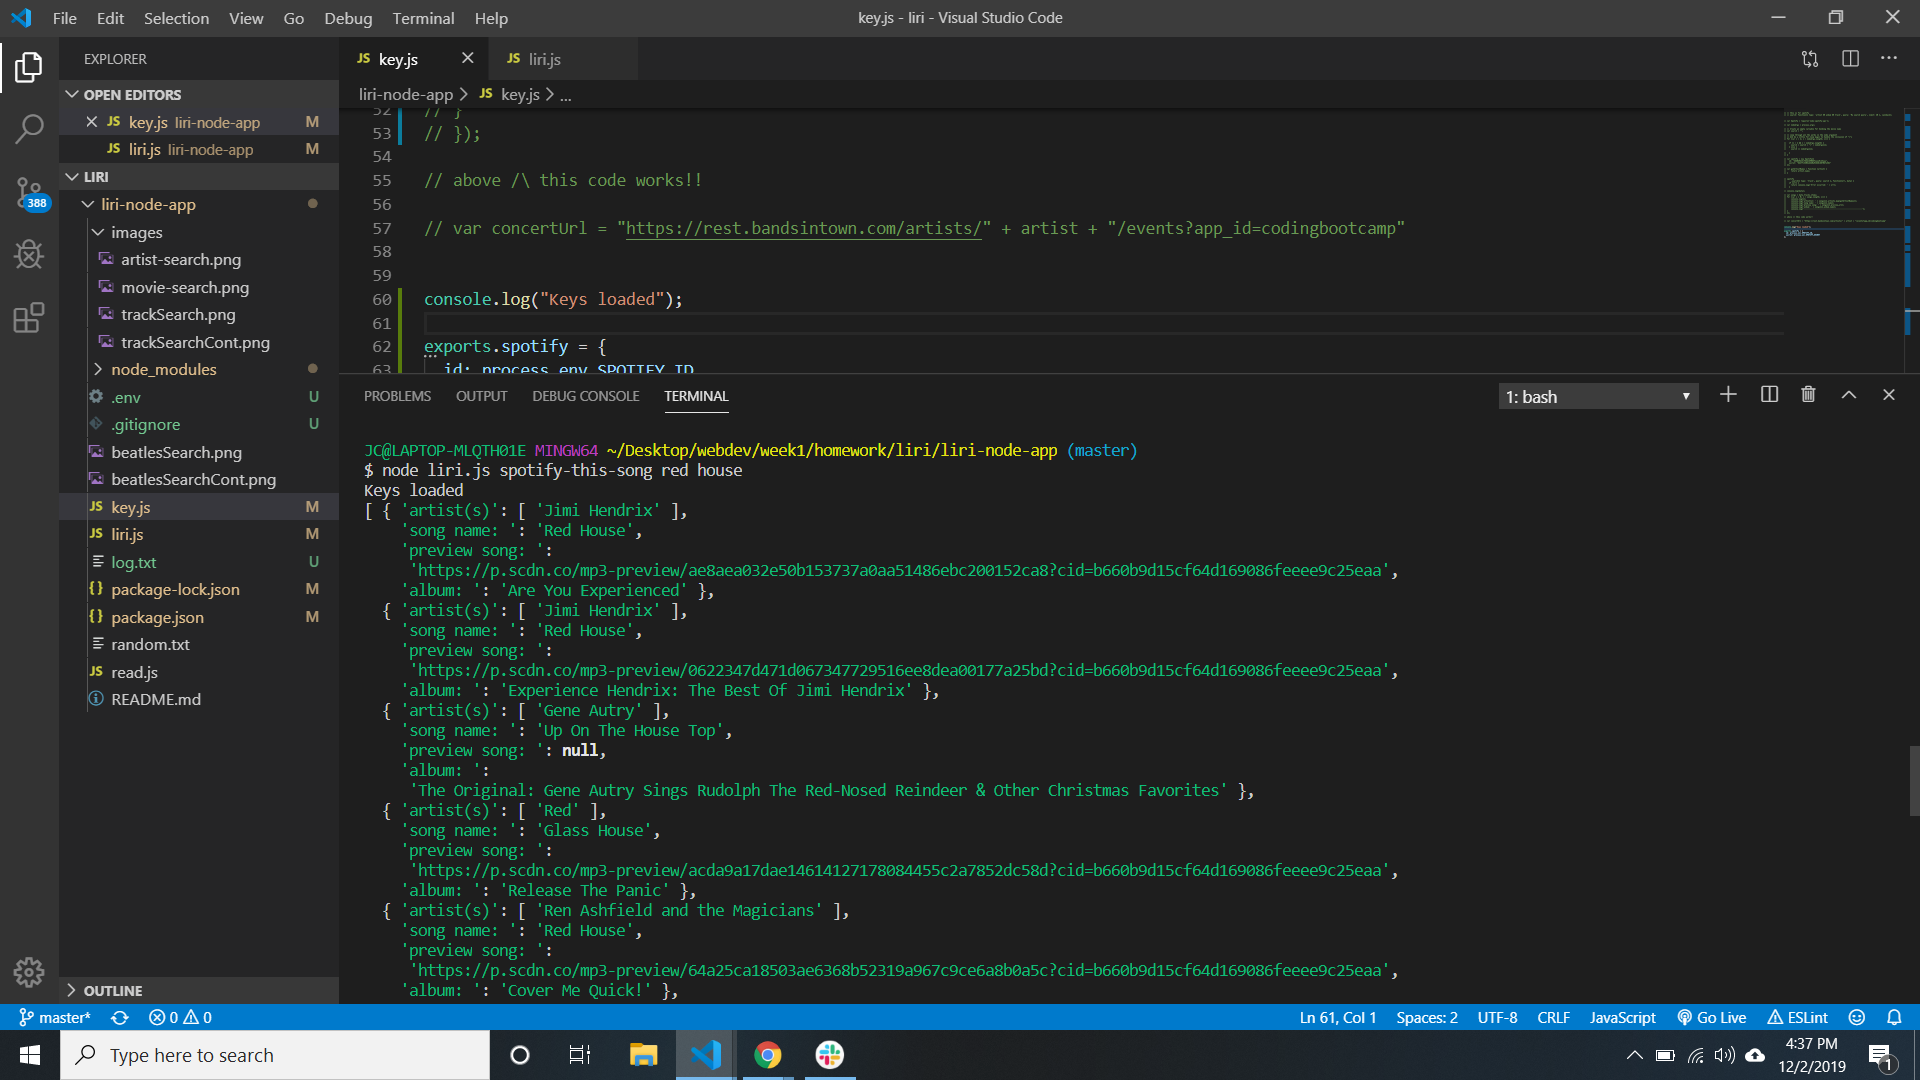 File Edit Selection View Go Debug Terminal Help
key.js - liri - Visual Studio Code
EXPLORER
OPEN EDITORS
JS key.js liri-node-app M
JS liri.js liri-node-app M
LIRI
liri-node-app
images
artist-search.png
movie-search.png
trackSearch.png
trackSearchCont.png
node_modules
.env U
.gitignore U
beatlesSearch.png
beatlesSearchCont.png
JS key.js M
JS liri.js M
log.txt U
{} package-lock.json M
{} package.json M
random.txt
JS read.js
README.md
OUTLINE
388
JS key.js
JS liri.js
liri-node-app > JS key.js > ...
52 // }
53 // });
54
55 // above /\ this code works!!
56
57 // var concertUrl = "https://rest.bandsintown.com/artists/" + artist + "/events?app_id=codingbootcamp"
58
59
60 console.log("Keys loaded");
61
62 exports.spotify = {
63 id: process.env.SPOTIFY_ID
PROBLEMS OUTPUT DEBUG CONSOLE TERMINAL
1: bash
JC@LAPTOP-MLQTH01E MINGW64 ~/Desktop/webdev/week1/homework/liri/liri-node-app (master)
$ node liri.js spotify-this-song red house
Keys loaded
[ { 'artist(s)': [ 'Jimi Hendrix' ],
'song name: ': 'Red House',
'preview song: ':
'https://p.scdn.co/mp3-preview/ae8aea032e50b153737a0aa51486ebc200152ca8?cid=b660b9d15cf64d169086feeee9c25eaa',
'album: ': 'Are You Experienced' },
{ 'artist(s)': [ 'Jimi Hendrix' ],
'song name: ': 'Red House',
'preview song: ':
'https://p.scdn.co/mp3-preview/0622347d471d067347729516ee8dea00177a25bd?cid=b660b9d15cf64d169086feeee9c25eaa',
'album: ': 'Experience Hendrix: The Best Of Jimi Hendrix' },
{ 'artist(s)': [ 'Gene Autry' ],
'song name: ': 'Up On The House Top',
'preview song: ': null,
'album: ':
'The Original: Gene Autry Sings Rudolph The Red-Nosed Reindeer & Other Christmas Favorites' },
{ 'artist(s)': [ 'Red' ],
'song name: ': 'Glass House',
'preview song: ':
'https://p.scdn.co/mp3-preview/acda9a17dae14614127178084455c2a7852dc58d?cid=b660b9d15cf64d169086feeee9c25eaa',
'album: ': 'Release The Panic' },
{ 'artist(s)': [ 'Ren Ashfield and the Magicians' ],
'song name: ': 'Red House',
'preview song: ':
'https://p.scdn.co/mp3-preview/64a25ca18503ae6368b52319a967c9ce6a8b0a5c?cid=b660b9d15cf64d169086feeee9c25eaa',
'album: ': 'Cover Me Quick!' },
master* 0 0
Ln 61, Col 1 Spaces: 2 UTF-8 CRLF JavaScript Go Live ESLint
Type here to search
4:37 PM
12/2/2019
1